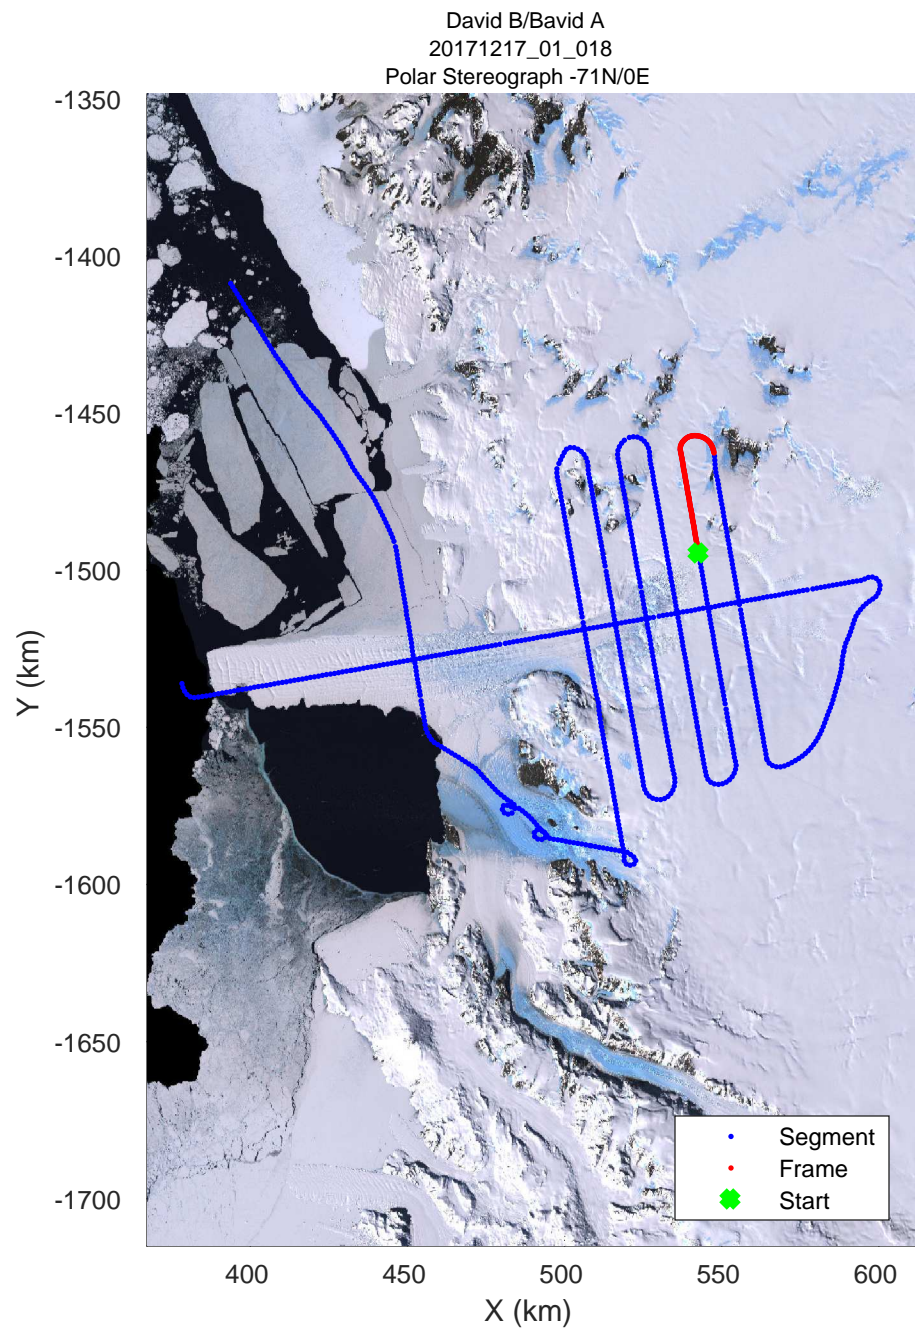 David B/Bavid A
20171217_01_018
Polar Stereograph -71N/0E
-1350
-1400
-1450
-1500
-1550
-1600
-1650
-1700
Y (km)
400 450 500 550 600
X (km)
Segment
Frame
Start